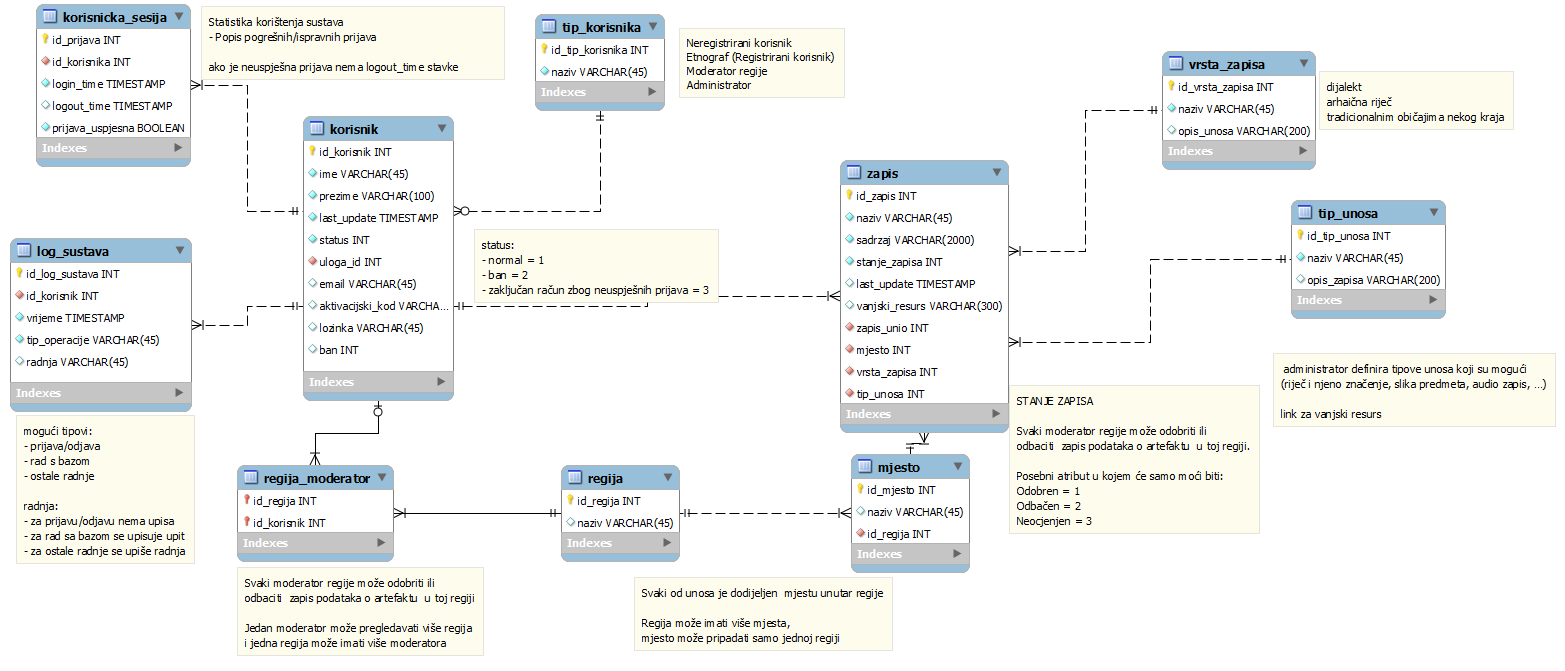 korisnicka_sesija
id_prijava INT
id_korisnika INT
login_time TIMESTAMP
logout_time TIMESTAMP
prijava_uspjesna BOOLEAN
Indexes
Statistika korištenja sustava
- Popis pogrešnih/ispravnih prijava
ako je neuspješna prijava nema logout_time stavke
tip_korisnika
id_tip_korisnika INT
naziv VARCHAR(45)
Indexes
Neregistrirani korisnik
Etnograf (Registrirani korisnik)
Moderator regije
Administrator
vrsta_zapisa
id_vrsta_zapisa INT
naziv VARCHAR(45)
opis_unosa VARCHAR(200)
Indexes
dijalekt
arhaična riječ
tradicionalnim običajima nekog kraja
korisnik
id_korisnik INT
ime VARCHAR(45)
prezime VARCHAR(100)
last_update TIMESTAMP
status INT
uloga_id INT
email VARCHAR(45)
aktivacijski_kod VARCHA...
lozinka VARCHAR(45)
ban INT
Indexes
zapis
id_zapis INT
naziv VARCHAR(45)
sadrzaj VARCHAR(2000)
stanje_zapisa INT
last_update TIMESTAMP
vanjski_resurs VARCHAR(300)
zapis_unio INT
mjesto INT
vrsta_zapisa INT
tip_unosa INT
Indexes
tip_unosa
id_tip_unosa INT
naziv VARCHAR(45)
opis_zapisa VARCHAR(200)
Indexes
log_sustava
id_log_sustava INT
id_korisnik INT
vrijeme TIMESTAMP
tip_operacije VARCHAR(45)
radnja VARCHAR(45)
Indexes
status:
- normal = 1
- ban = 2
- zaključan račun zbog neuspješnih prijava = 3
administrator definira tipove unosa koji su mogući
(riječ i njeno značenje, slika predmeta, audio zapis, ...)
link za vanjski resurs
mogući tipovi:
- prijava/odjava
- rad s bazom
- ostale radnje
radnja:
- za prijavu/odjavu nema upisa
- za rad sa bazom se upisuje upit
- za ostale radnje se upiše radnja
STANJE ZAPISA
Svaki moderator regije može odobriti ili
odbaciti zapis podataka o artefaktu u toj regiji.
Posebni atribut u kojem će samo moći biti:
Odobren = 1
Odbačen = 2
Neocjenjen = 3
regija_moderator
id_regija INT
id_korisnik INT
Indexes
regija
id_regija INT
naziv VARCHAR(45)
Indexes
mjesto
id_mjesto INT
naziv VARCHAR(45)
id_regija INT
Indexes
Svaki moderator regije može odobriti ili
odbaciti zapis podataka o artefaktu u toj regiji
Jedan moderator može pregledavati više regija
i jedna regija može imati više moderatora
Svaki od unosa je dodijeljen mjestu unutar regije
Regija može imati više mjesta,
mjesto može pripadati samo jednoj regiji